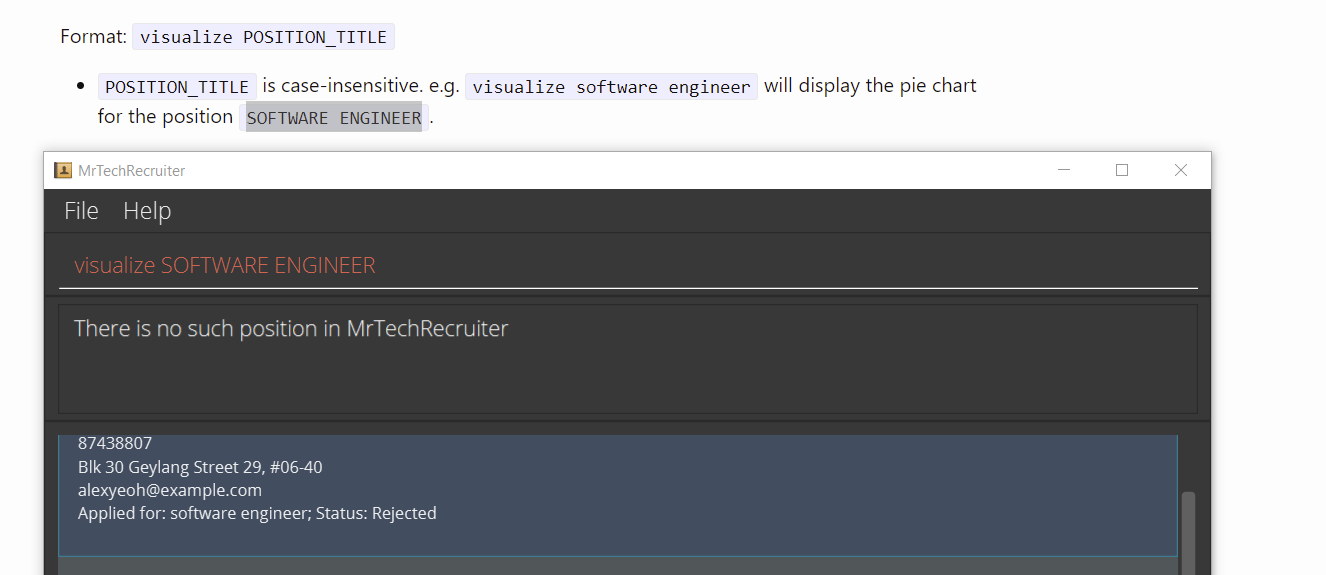 Format: visualize POSITION_TITLE
POSITION_TITLE is case-insensitive. e.g. visualize software engineer will display the pie chart
for the position SOFTWARE ENGINEER.
MrTechRecruiter
File Help
visualize SOFTWARE ENGINEER
There is no such position in MrTechRecruiter
87438807
Blk 30 Geylang Street 29, #06-40
alexyeoh@example.com
Applied for: software engineer; Status: Rejected